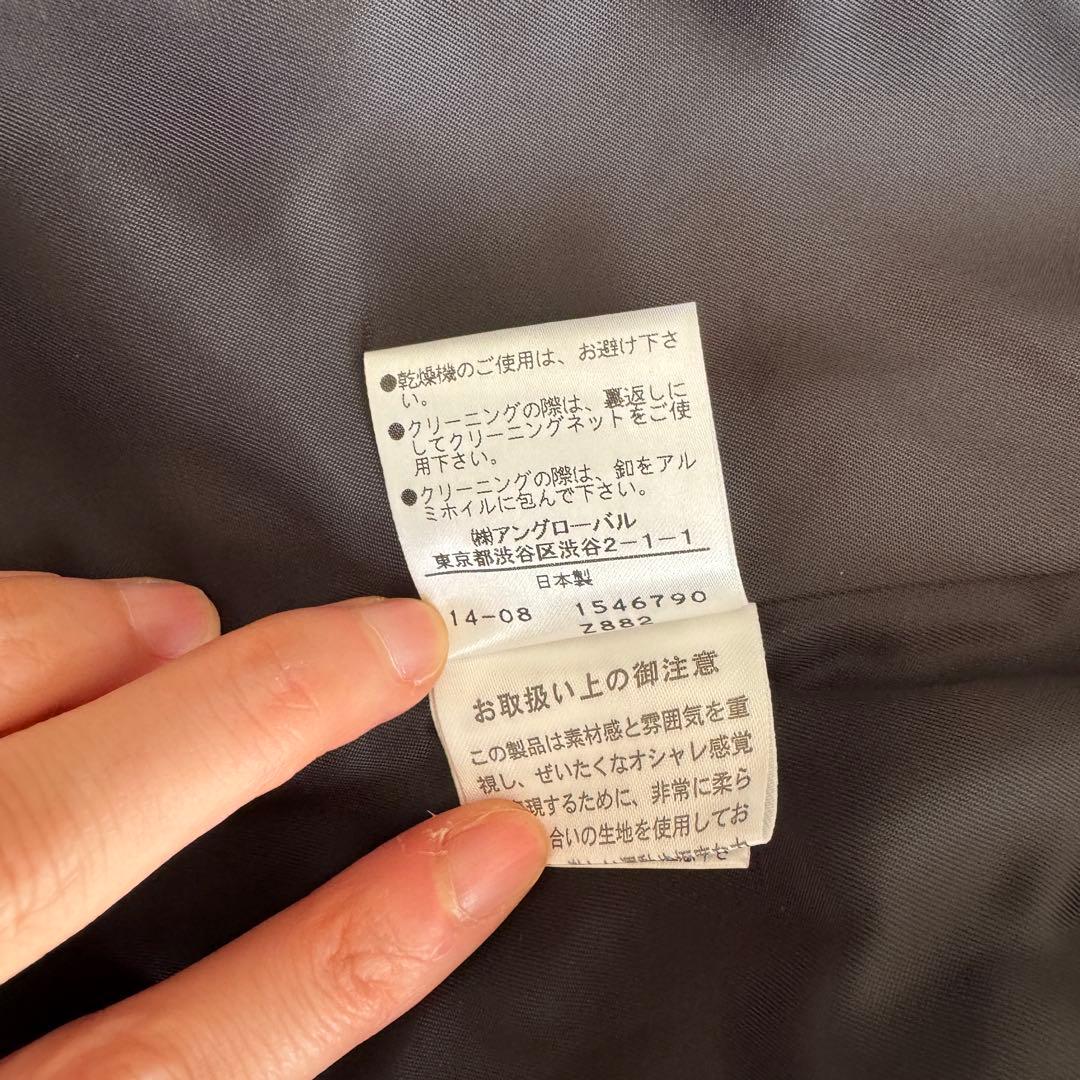 ●乾燥機のご使用は、お避け下さ
い。
●クリーニングの際は、裏返しに
してクリーニングネットをご使
用下さい。
●クリーニングの際は、釦をアル
ミホイルに包んで下さい。
㈱アングローバル
東京都渋谷区渋谷2-1-1
日本製
14-08 1546790
Z882
お取扱い上の御注意
この製品は素材感と雰囲気を重
視し、ぜいたくなオシャレ感覚
現するために、非常に柔ら
合いの生地を使用してお